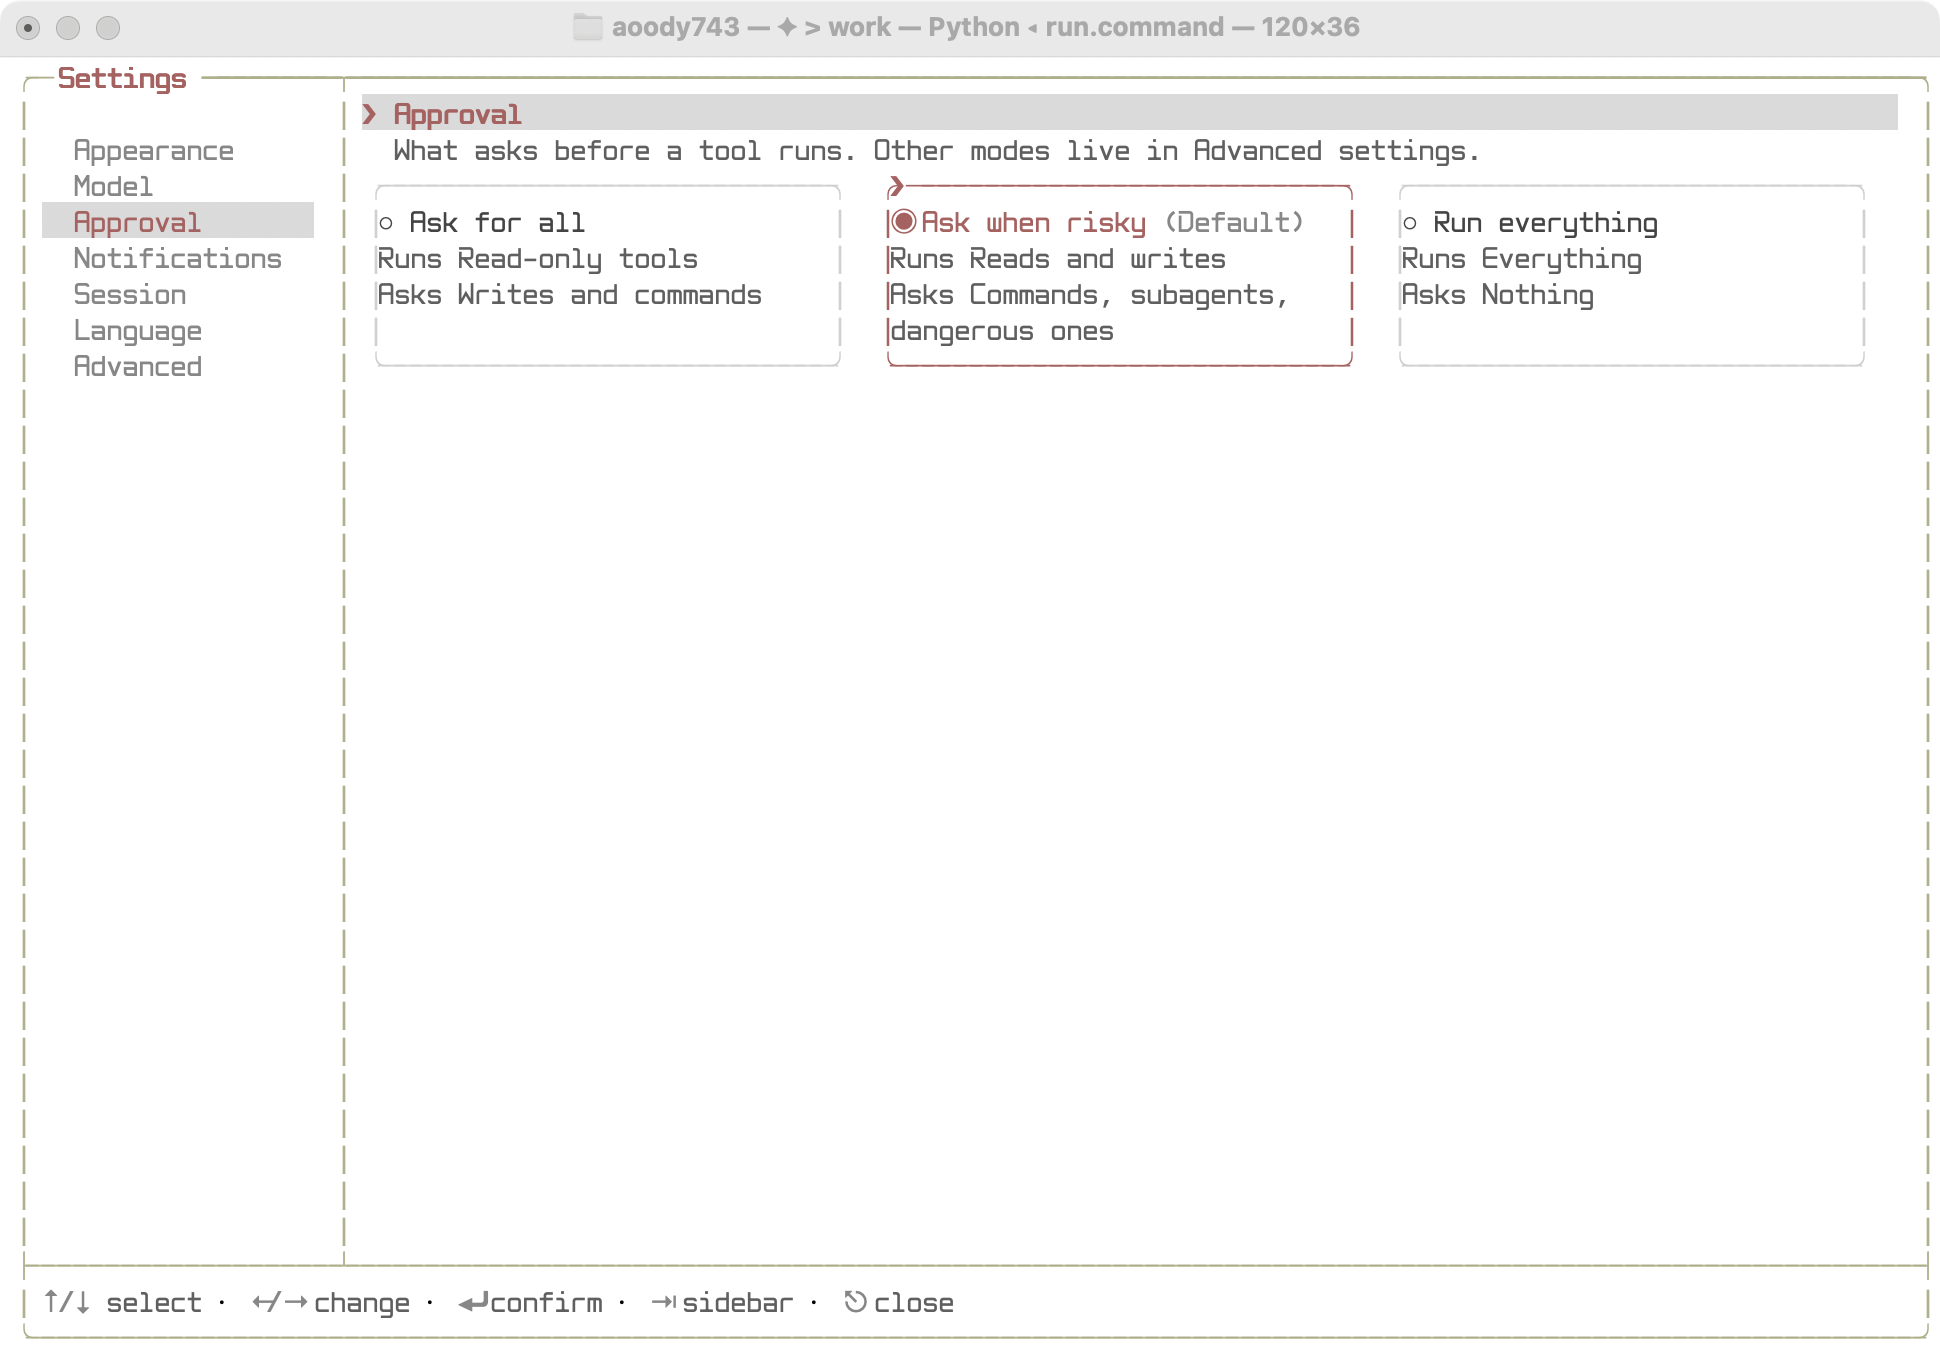 aoody743 — ✦ > work — Python ◂ run.command — 120×36
Settings
Appearance
Model
Approval
Notifications
Session
Language
Advanced
❯ Approval
What asks before a tool runs. Other modes live in Advanced settings.
○ Ask for all
Runs Read-only tools
Asks Writes and commands
❯
◉ Ask when risky (Default)
Runs Reads and writes
Asks Commands, subagents,
dangerous ones
○ Run everything
Runs Everything
Asks Nothing
↑/↓ select · ←/→ change · ↵ confirm · ⇥ sidebar · ⎋ close